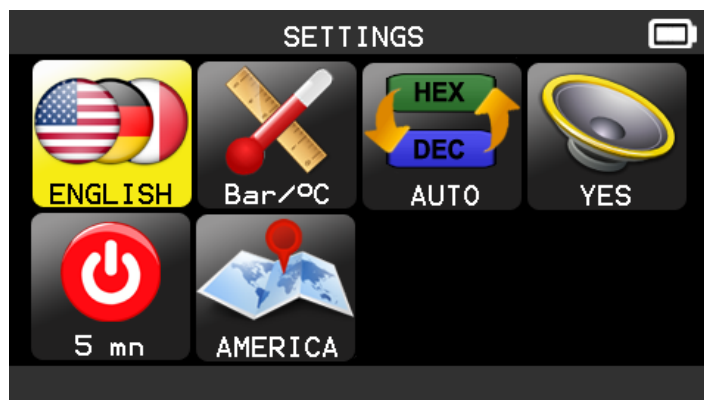 SETTINGS
ENGLISH
Bar/ºC
HEX
DEC
AUTO
YES
5 mn
AMERICA